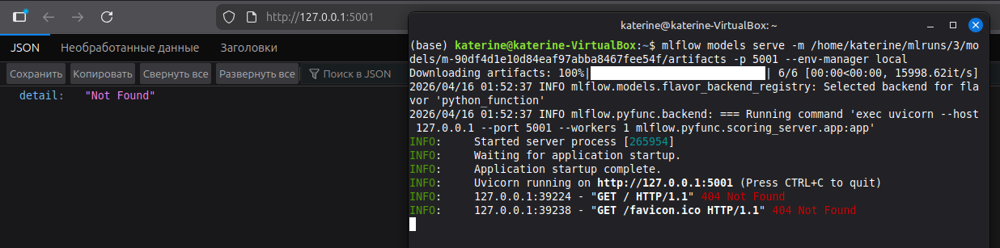 http://127.0.0.1:5001
JSON
Необработанные данные
Заголовки
Сохранить
Копировать
Свернуть все
Развернуть все
Поиск в JSON
detail: "Not Found"
katerine@katerine-VirtualBox: ~
(base) katerine@katerine-VirtualBox:~$ mlflow models serve -m /home/katerine/mlruns/3/mo
dels/m-90df4d1e10d84eaf97abba8467fee54f/artifacts -p 5001 --env-manager local
Downloading artifacts: 100%| | 6/6 [00:00<00:00, 15998.62it/s]
2026/04/16 01:52:37 INFO mlflow.models.flavor_backend_registry: Selected backend for fla
vor 'python_function'
2026/04/16 01:52:37 INFO mlflow.pyfunc.backend: === Running command 'exec uvicorn --host
127.0.0.1 --port 5001 --workers 1 mlflow.pyfunc.scoring_server.app:app'
INFO: Started server process [265954]
INFO: Waiting for application startup.
INFO: Application startup complete.
INFO: Uvicorn running on http://127.0.0.1:5001 (Press CTRL+C to quit)
INFO: 127.0.0.1:39224 - "GET / HTTP/1.1" 404 Not Found
INFO: 127.0.0.1:39238 - "GET /favicon.ico HTTP/1.1" 404 Not Found